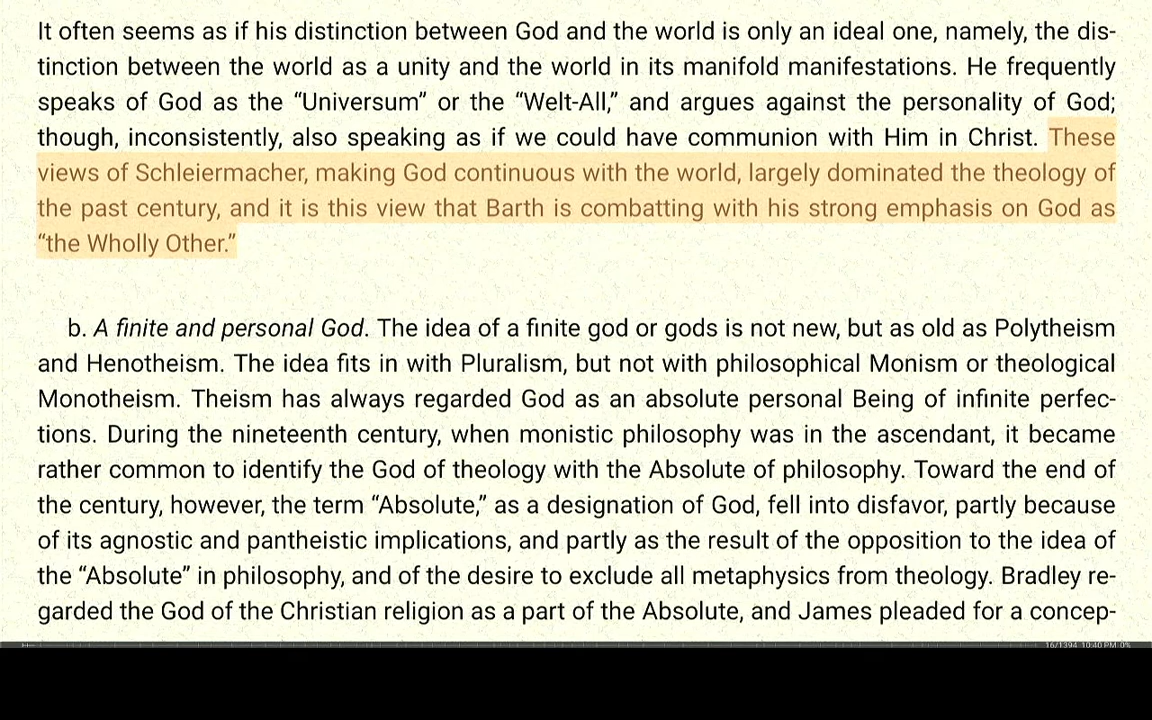 It often seems as if his distinction between God and the world is only an ideal one, namely, the dis-
tinction between the world as a unity and the world in its manifold manifestations. He frequently
speaks of God as the “Universum” or the “Welt-All,” and argues against the personality of God;
though, inconsistently, also speaking as if we could have communion with Him in Christ. These
views of Schleiermacher, making God continuous with the world, largely dominated the theology of
the past century, and it is this view that Barth is combatting with his strong emphasis on God as
“the Wholly Other.”
b. A finite and personal God. The idea of a finite god or gods is not new, but as old as Polytheism
and Henotheism. The idea fits in with Pluralism, but not with philosophical Monism or theological
Monotheism. Theism has always regarded God as an absolute personal Being of infinite perfec-
tions. During the nineteenth century, when monistic philosophy was in the ascendant, it became
rather common to identify the God of theology with the Absolute of philosophy. Toward the end of
the century, however, the term “Absolute,” as a designation of God, fell into disfavor, partly because
of its agnostic and pantheistic implications, and partly as the result of the opposition to the idea of
the “Absolute” in philosophy, and of the desire to exclude all metaphysics from theology. Bradley re-
garded the God of the Christian religion as a part of the Absolute, and James pleaded for a concep-
16/1394 10:40 PM 0%